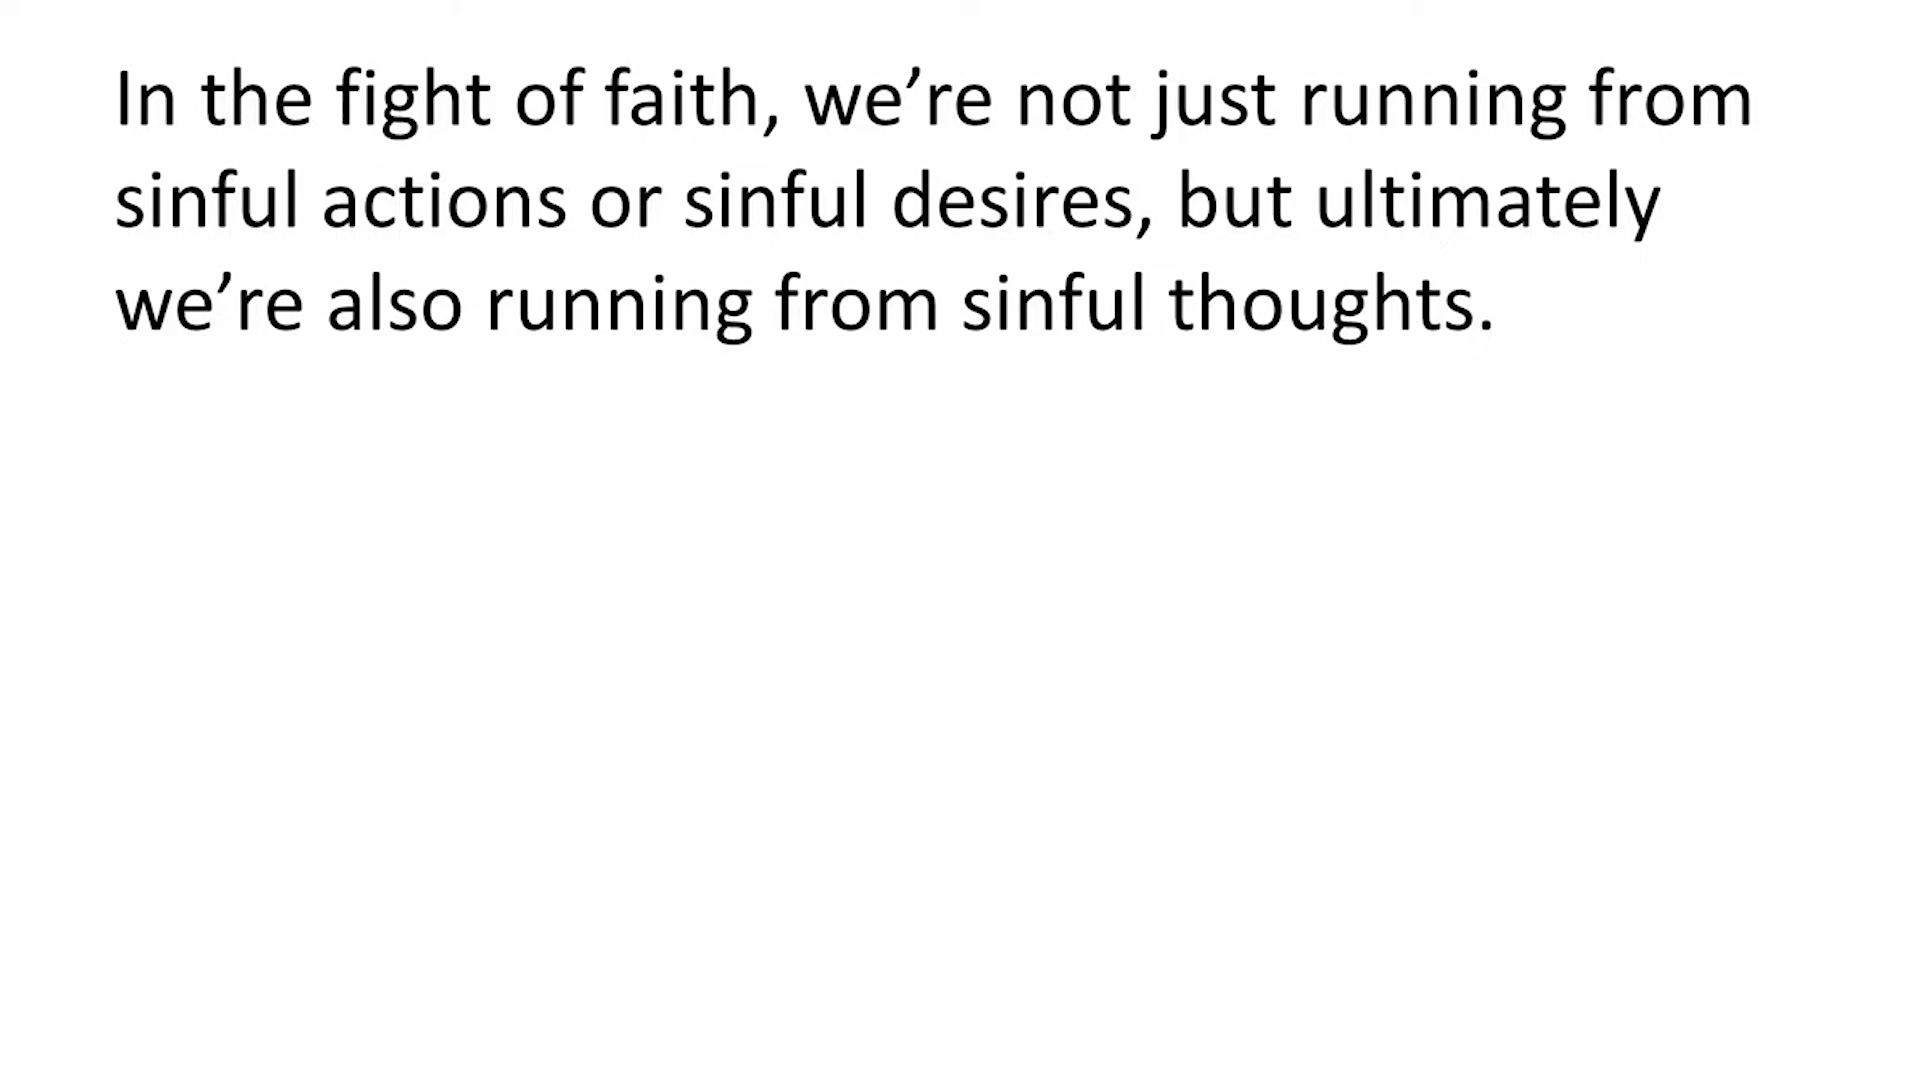 In the fight of faith, we’re not just running from
sinful actions or sinful desires, but ultimately
we’re also running from sinful thoughts.